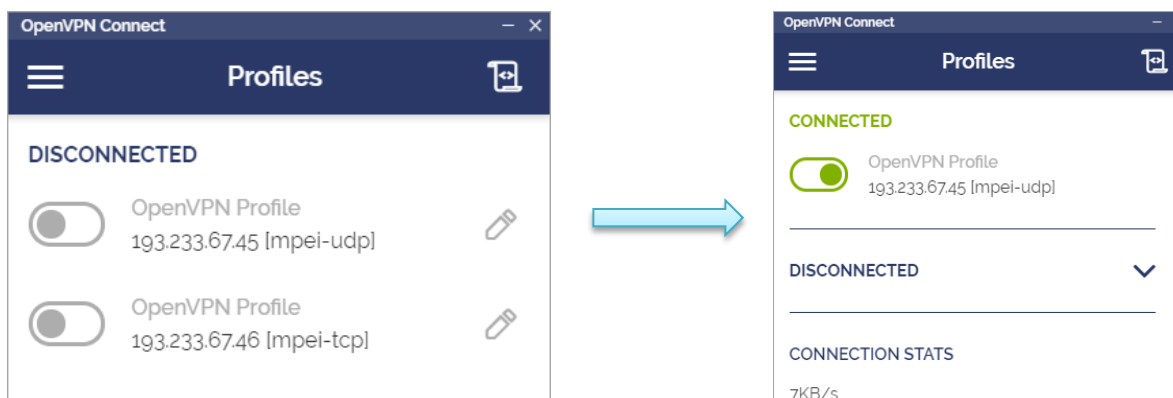 OpenVPN Connect
Profiles
DISCONNECTED
OpenVPN Profile
193.233.67.45 [mpei-udp]
OpenVPN Profile
193.233.67.46 [mpei-tcp]
OpenVPN Connect
Profiles
CONNECTED
OpenVPN Profile
193.233.67.45 [mpei-udp]
DISCONNECTED
CONNECTION STATS
7KB/s